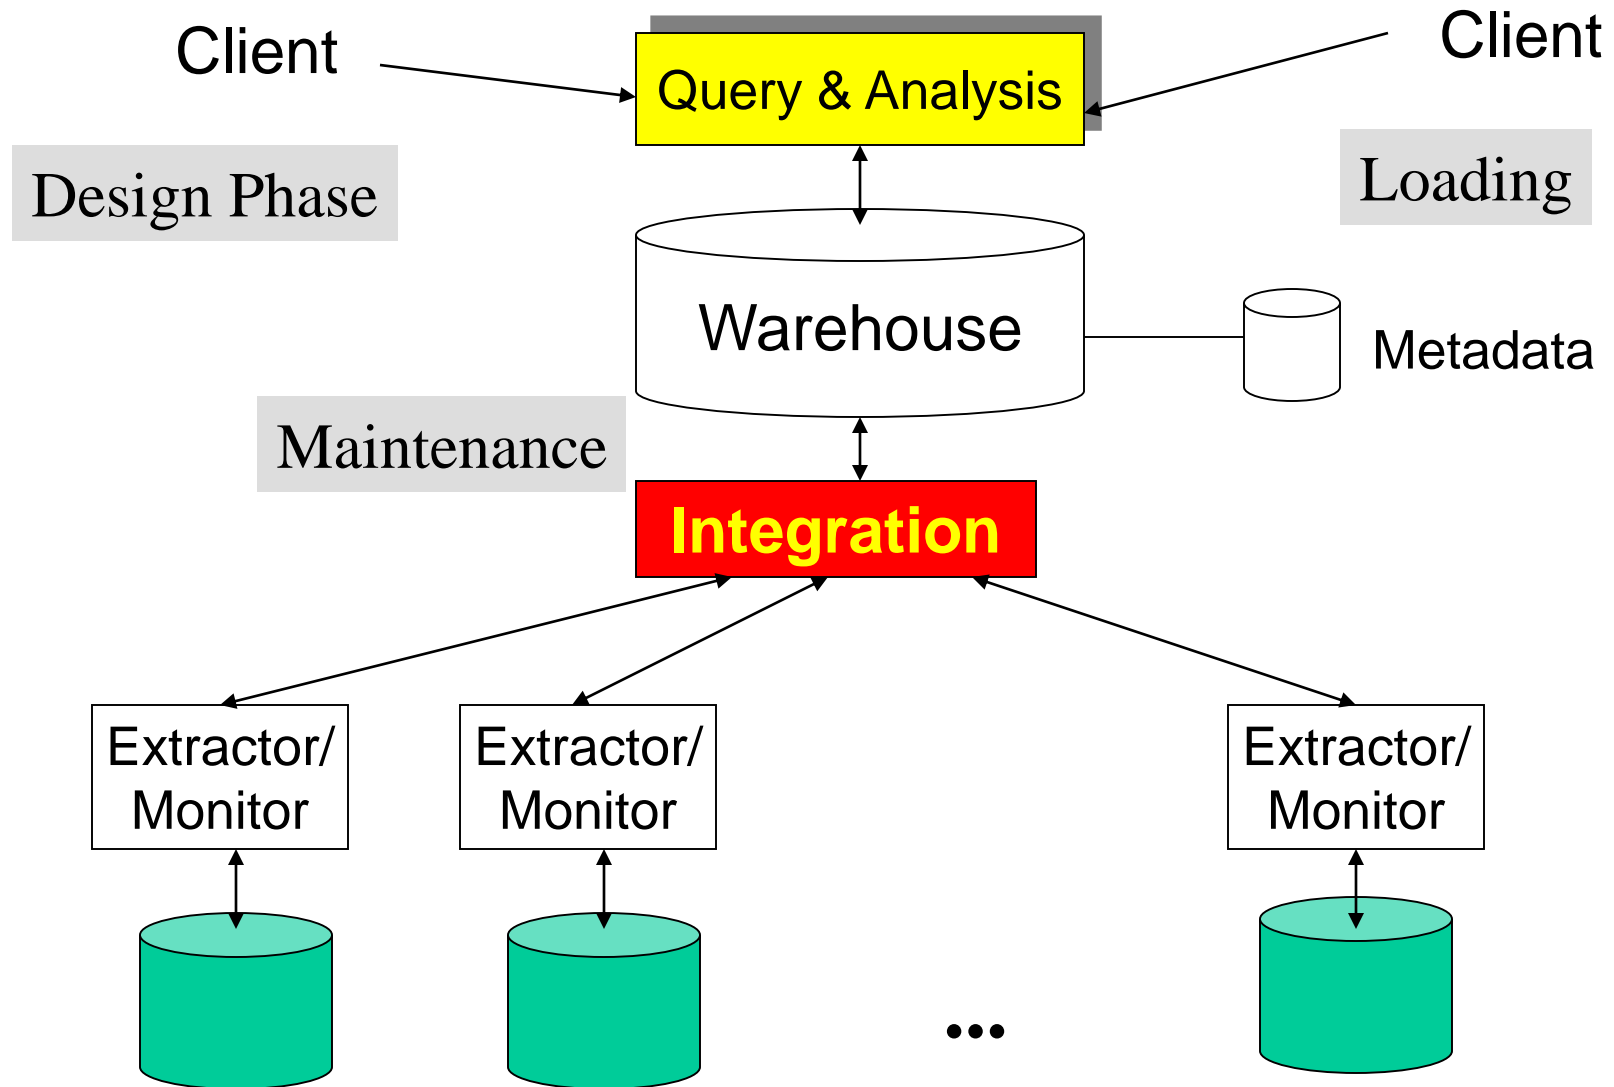 Client
Client
Query & Analysis
Design Phase
Loading
Warehouse
Metadata
Maintenance
Integration
Extractor/
Monitor
Extractor/
Monitor
Extractor/
Monitor
...